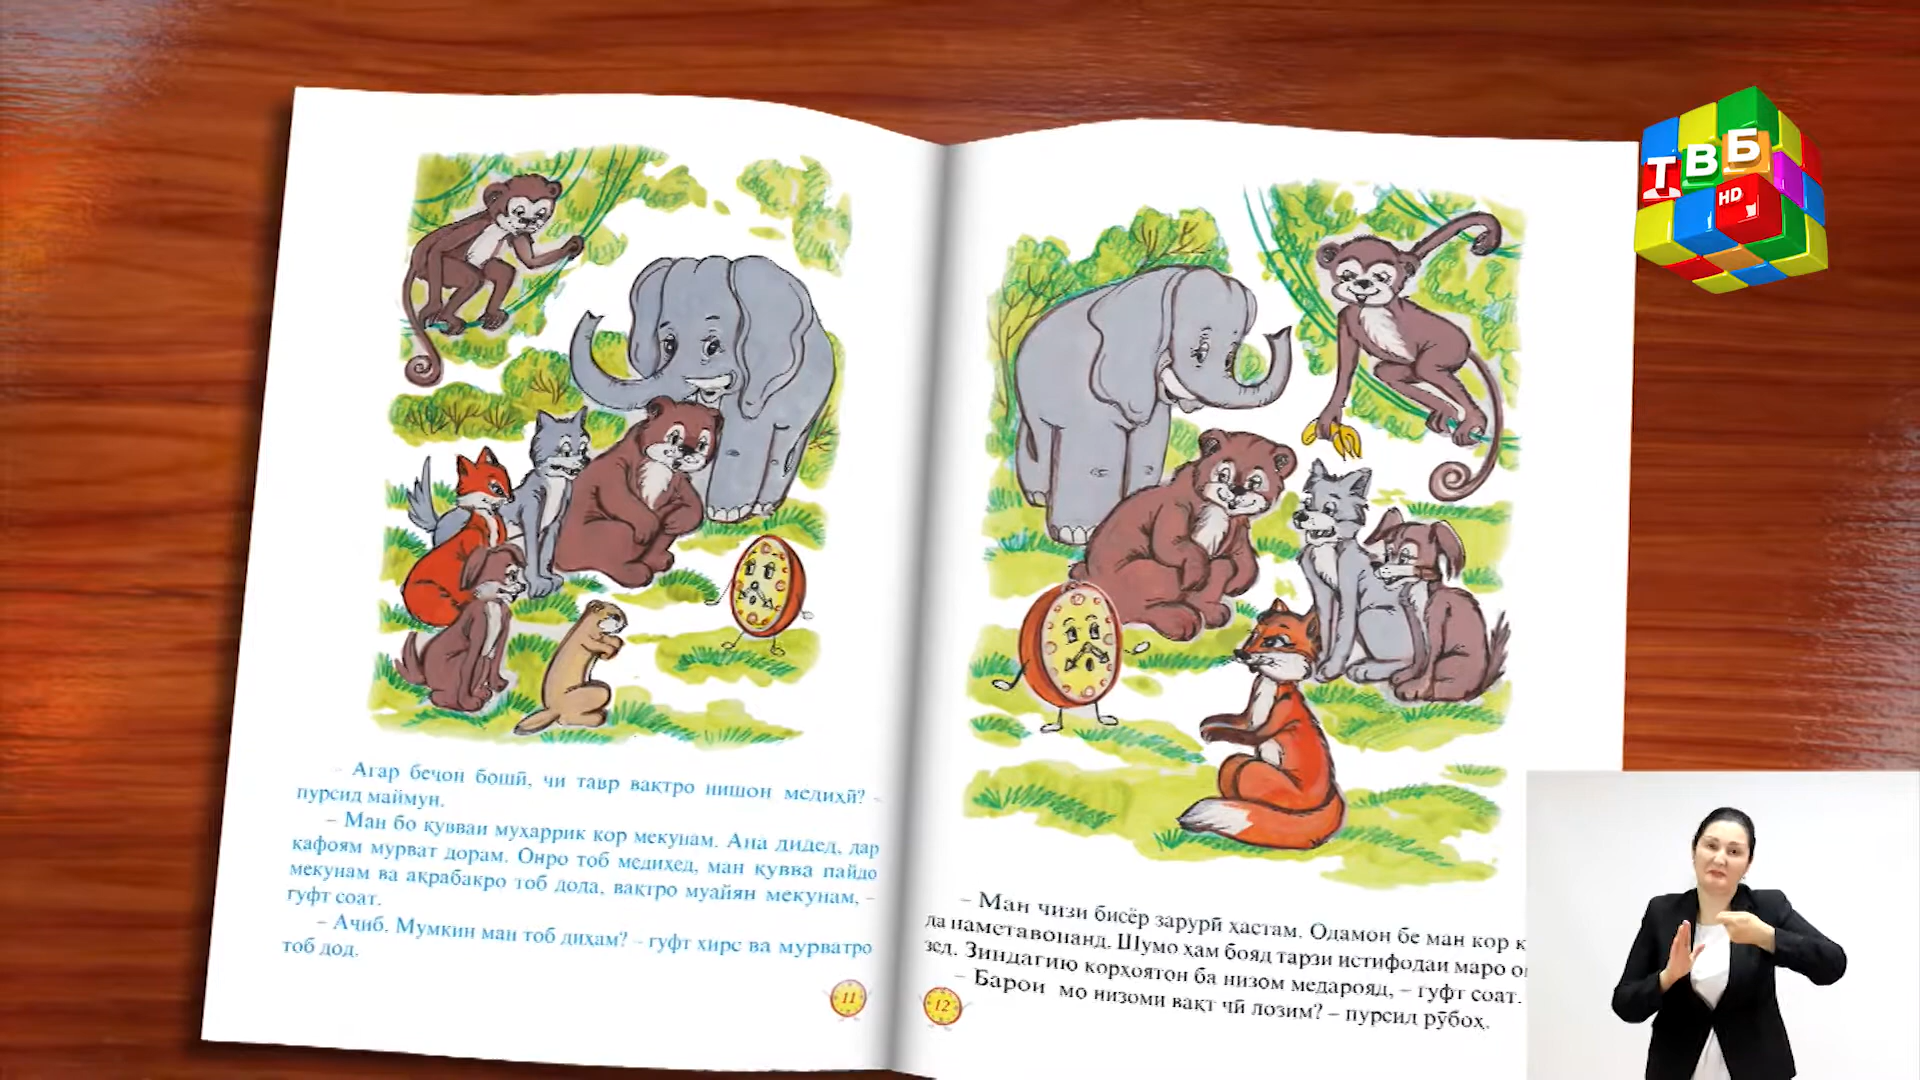 – Агар беҷон бошӣ, чи тавр вақтро нишон медиҳӣ? –
пурсид маймун.
– Ман бо қувваи муҳаррик кор мекунам. Ана дидед, дар
қафоям мурват дорам. Онро тоб медиҳед, ман қувва пайдо
мекунам ва ақрабакро тоб дода, вақтро муайян мекунам, –
гуфт соат.
– Аҷиб. Мумкин ман тоб диҳам? – гуфт хирс ва мурватро
тоб дод.
11
– Ман чизи бисёр зарурӣ ҳастам. Одамон бе ман кор к
да наметавонанд. Шумо ҳам бояд тарзи истифодаи маро
зед. Зиндагию корҳоятон ба низом медарояд, – гуфт соат.
– Барои мо низоми вақт чӣ лозим? – пурсид рӯбоҳ.
12
ТВБ
HD